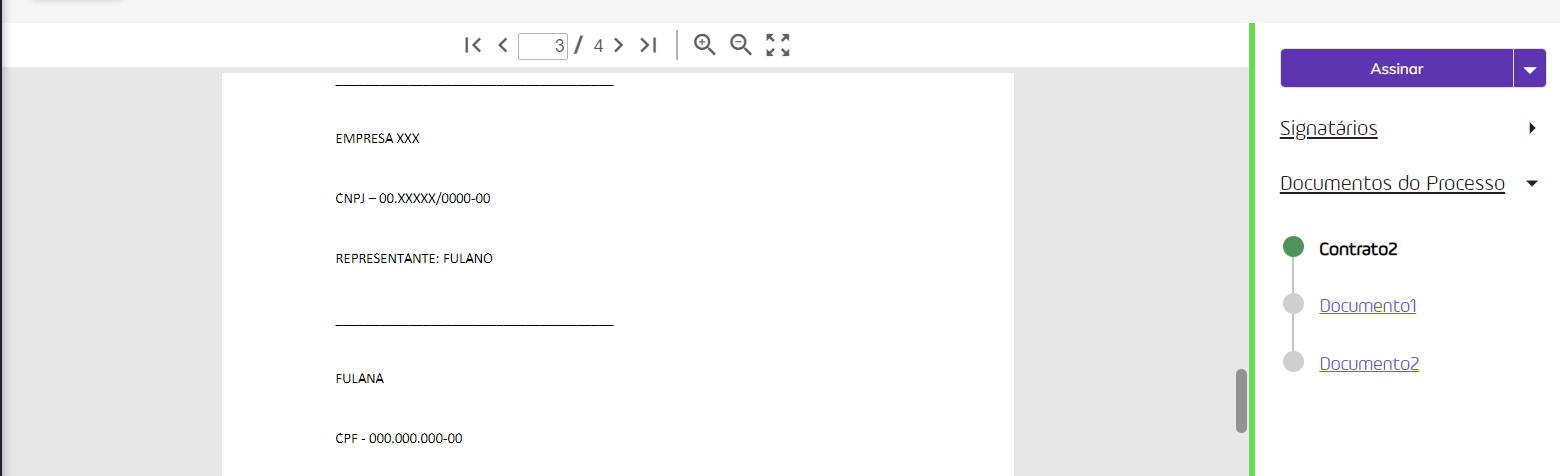 3 / 4
EMPRESA XXX
CNPJ – 00.XXXXX/0000-00
REPRESENTANTE: FULANO
FULANA
CPF - 000.000.000-00
Assinar
Signatários
Documentos do Processo
Contrato2
Documento1
Documento2